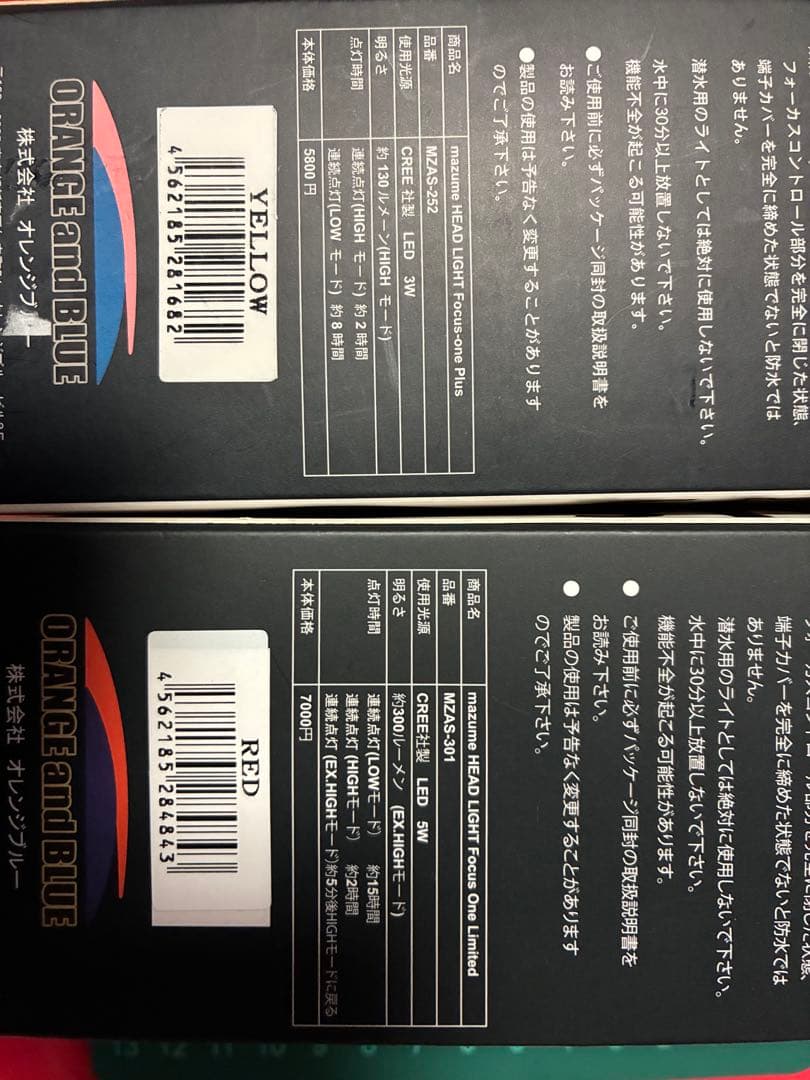 フォーカスコントロール部分を完全に閉じた状態、
端子カバーを完全に締めた状態でないと防水では
ありません。
潜水用のライトとしては絶対に使用しないで下さい。
水中に30分以上放置しないで下さい。
機能不全が起こる可能性があります。
●ご使用前に必ずパッケージ同封の取扱説明書を
お読み下さい。
●製品の使用は予告なく変更することがあります
のでご了承下さい。
商品名 mazume HEAD LIGHT Focus-one Plus
品番 MZAS-252
使用光源 CREE 社製 LED 3W
明るさ 約 130 ルメーン(HIGH モード)
点灯時間 連続点灯(HIGH モード) 約 2 時間
連続点灯(LOW モード) 約 8 時間
本体価格 5800 円
YELLOW
4 562185 281682
ORANGE and BLUE
株式会社 オレンジブルー
端子カバーを完全に締めた状態でないと防水では
ありません。
潜水用のライトとしては絶対に使用しないで下さい。
水中に30分以上放置しないで下さい。
機能不全が起こる可能性があります。
● ご使用前に必ずパッケージ同封の取扱説明書を
お読み下さい。
● 製品の使用は予告なく変更することがあります
のでご了承下さい。
商品名 mazume HEAD LIGHT Focus One Limited
品番 MZAS-301
使用光源 CREE社製 LED 5W
明るさ 約300ルーメン (EX.HIGHモード)
点灯時間 連続点灯(LOWモード) 約15時間
連続点灯 (HIGHモード) 約2時間
連続点灯 (EX.HIGHモード)約5分後HIGHモードに戻る
本体価格 7000円
RED
4 562185 284843
ORANGE and BLUE
株式会社 オレンジブルー
13 12 11 10 9 8